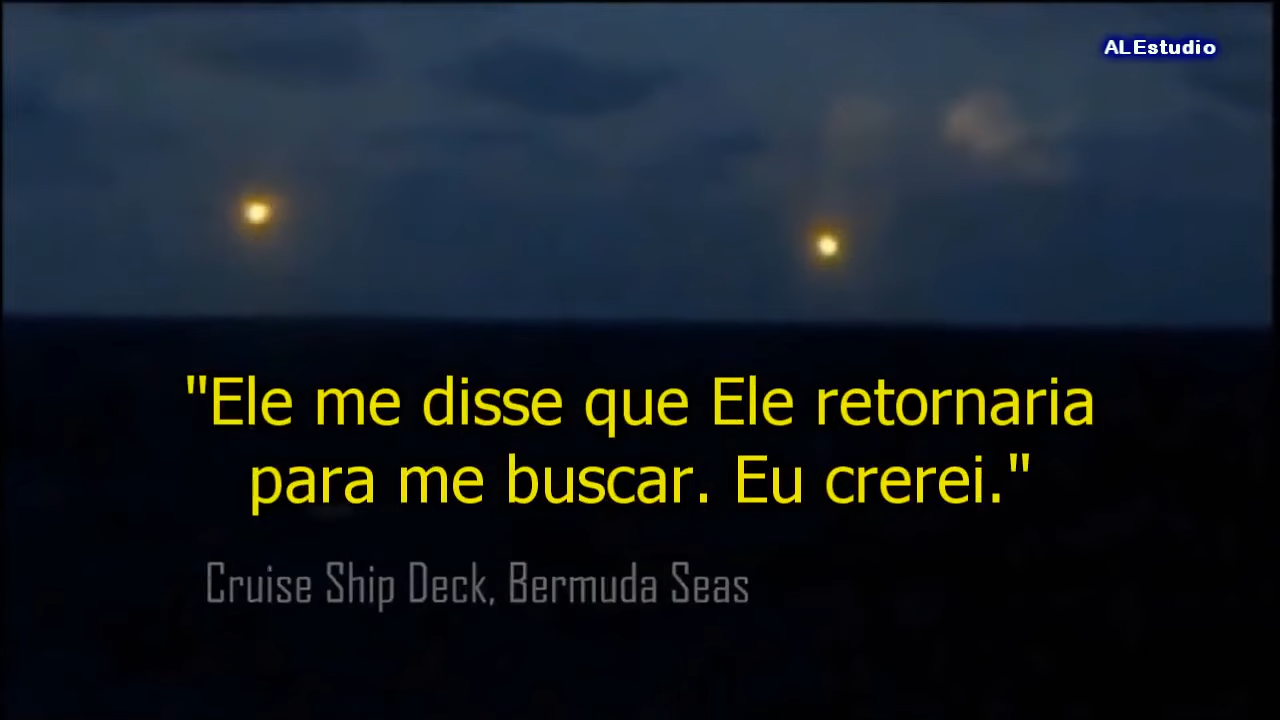 ALEstudio
"Ele me disse que Ele retornaria
para me buscar. Eu crerei."
Cruise Ship Deck, Bermuda Seas